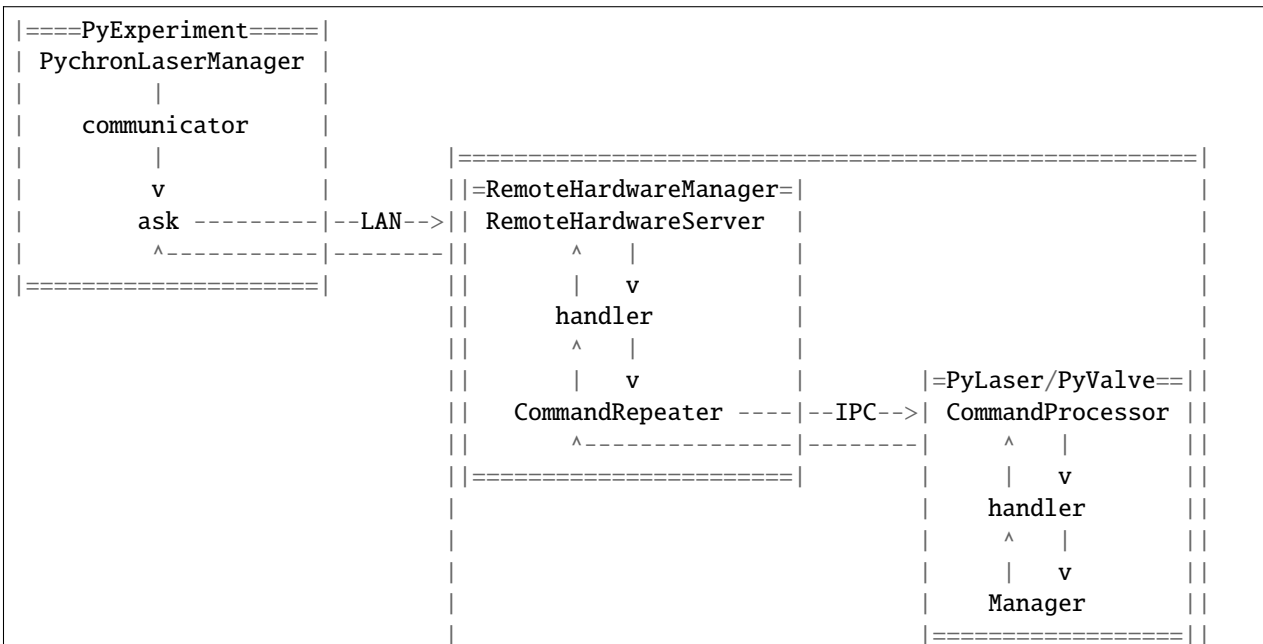 |====PyExperiment=====|
| PychronLaserManager |
|         |           |
|    communicator     |
|         |           |        |=====================================================|
|         v           |        ||=RemoteHardwareManager=|                            |
|        ask ---------|--LAN-->|| RemoteHardwareServer  |                            |
|         ^-----------|--------||       ^   |           |                            |
|=====================|        ||       |   v           |                            |
                               ||     handler           |                            |
                               ||       ^   |           |                            |
                               ||       |   v           |        |=PyLaser/PyValve==||
                               ||  CommandRepeater ----|--IPC-->| CommandProcessor ||
                               ||       ^---------------|--------|     ^   |        ||
                               ||=======================|        |     |   v        ||
                               |                                 |    handler       ||
                               |                                 |     ^   |        ||
                               |                                 |     |   v        ||
                               |                                 |    Manager       ||
                               |                                 |==================||